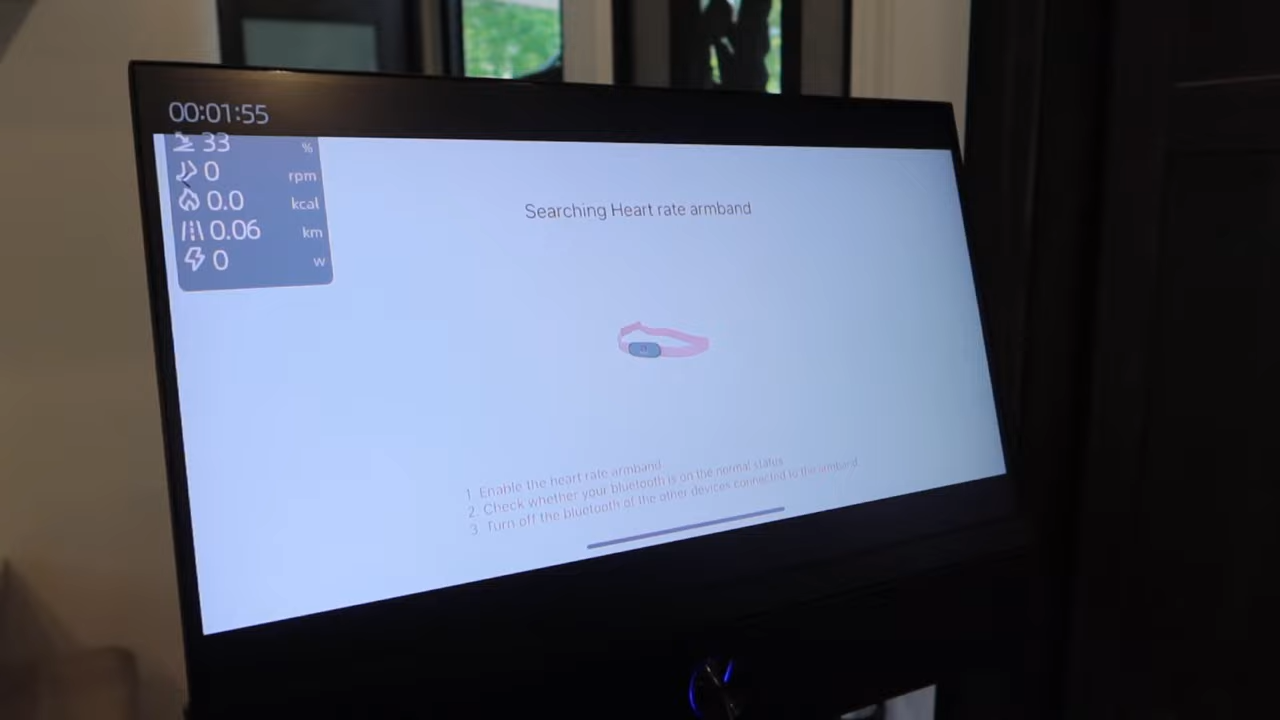 00:01:55
33 %
0 rpm
0.0 kcal
0.06 km
0 w
Searching Heart rate armband
1. Enable the heart rate armband
2. Check whether your bluetooth is on the normal status
3. Turn off the bluetooth of the other devices connected to the armband